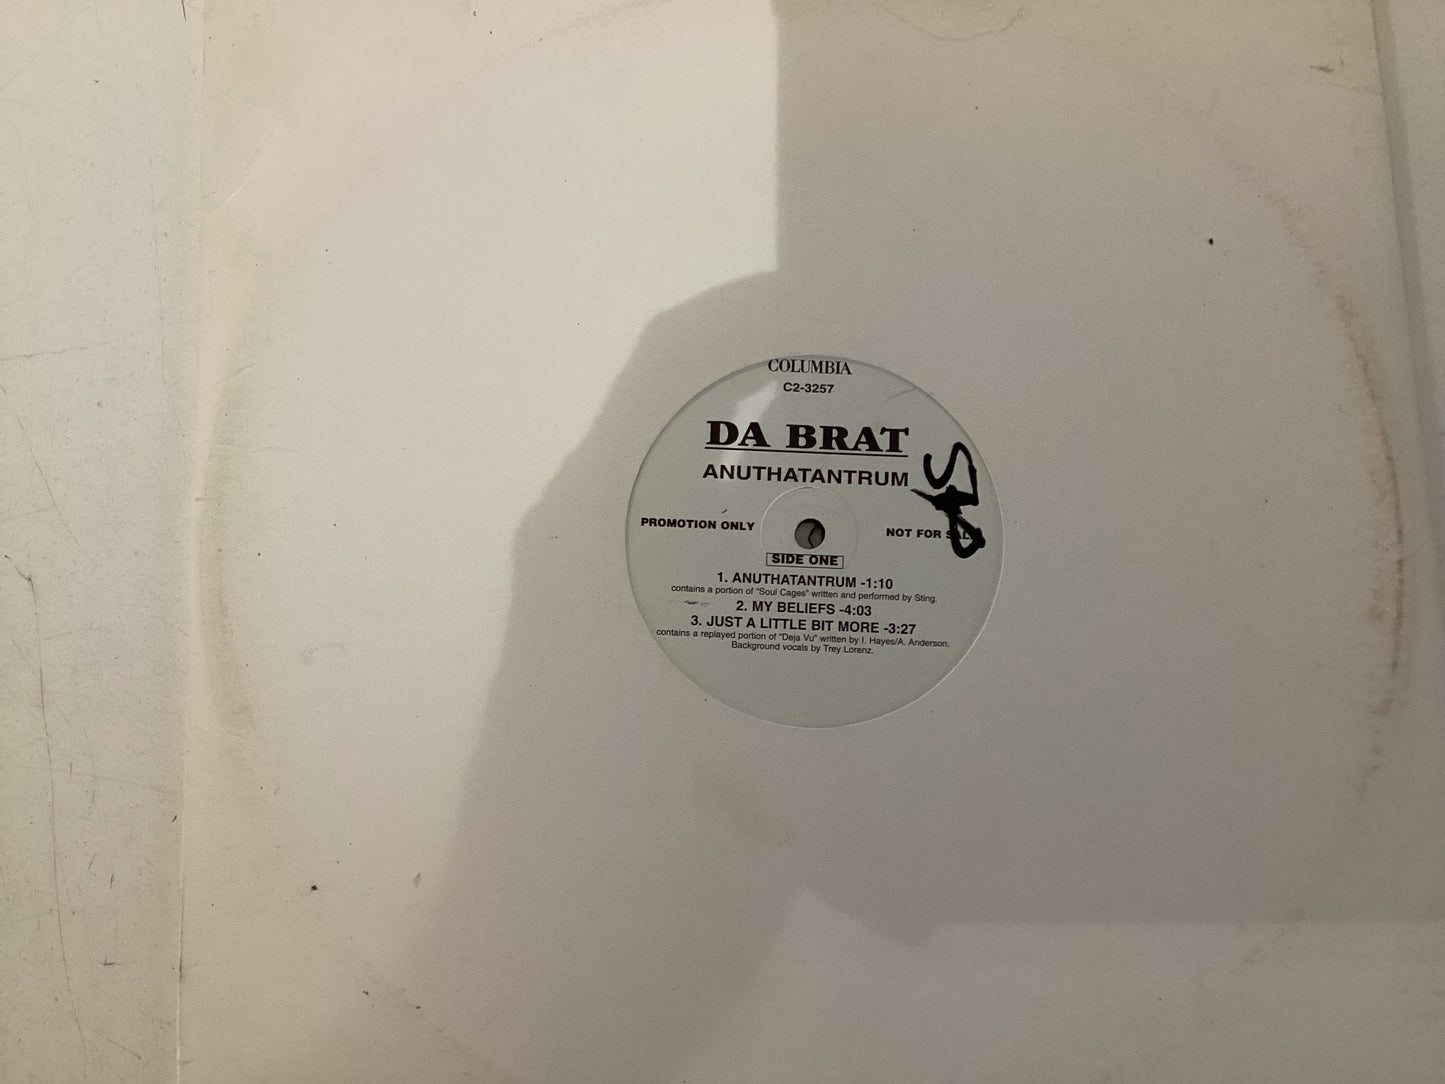 COLUMBIA
C2-3257
DA BRAT
ANUTHATANTRUM
PROMOTION ONLY
NOT FOR
SIDE ONE
1. ANUTHATANTRUM -1:10
contains a portion of "Soul Cages" written and performed by Sting.
2. MY BELIEFS -4:03
3. JUST A LITTLE BIT MORE -3:27
contains a replayed portion of "Deja Vu" written by I. Hayes/A. Anderson.
Background vocals by Trey Lorenz.